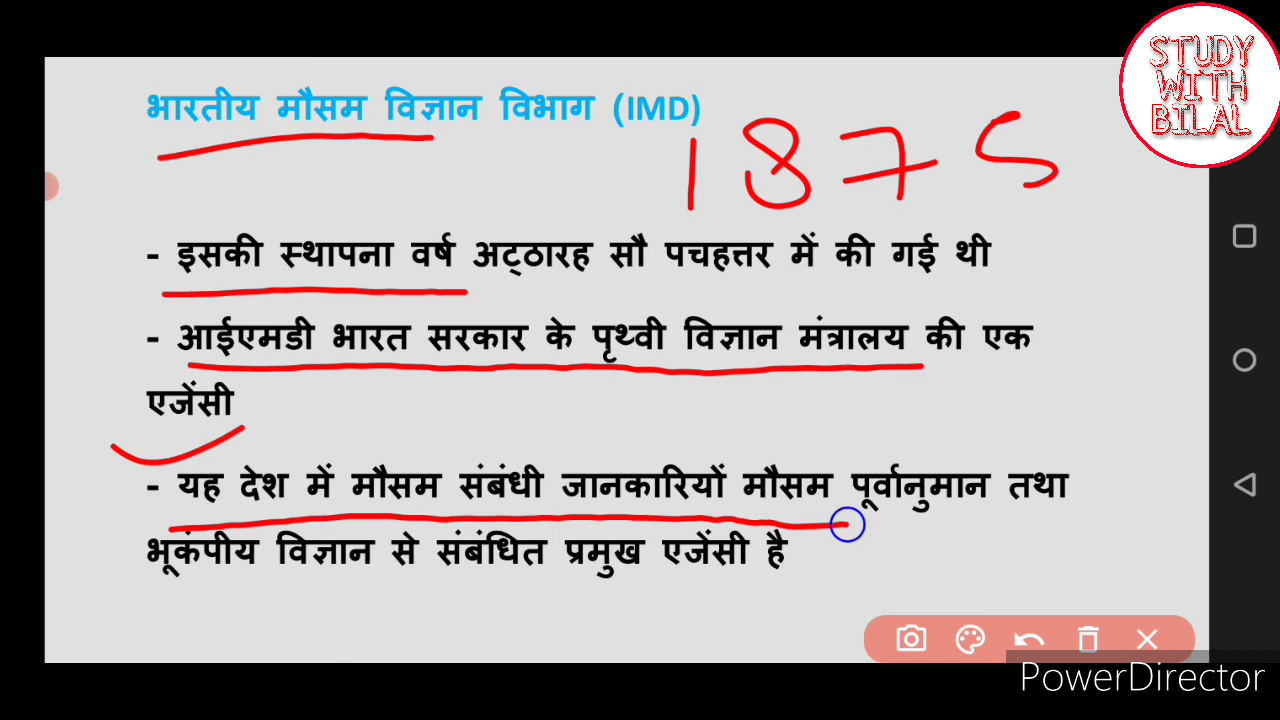 STUDY
WITH
BILAL
भारतीय मौसम विज्ञान विभाग (IMD)
1875
- इसकी स्थापना वर्ष अट्ठारह सौ पचहत्तर में की गई थी
- आईएमडी भारत सरकार के पृथ्वी विज्ञान मंत्रालय की एक
एजेंसी
- यह देश में मौसम संबंधी जानकारियों मौसम पूर्वानुमान तथा
भूकंपीय विज्ञान से संबंधित प्रमुख एजेंसी है
PowerDirector